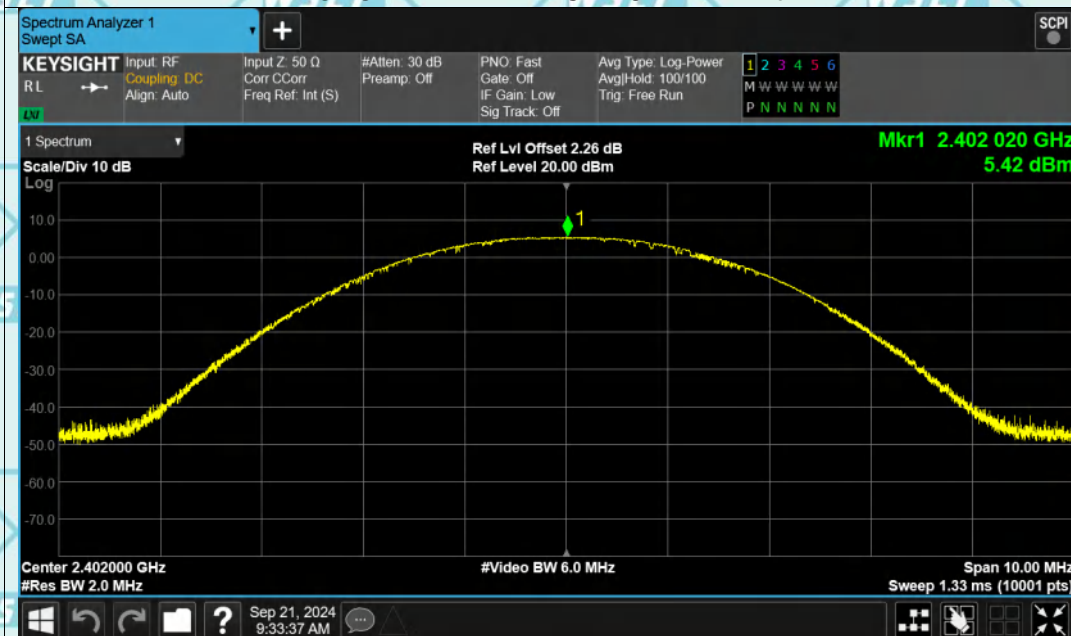 Spectrum Analyzer 1
Swept SA
+
SCPI
KEYSIGHT
RL
LXI
Input: RF
Coupling: DC
Align: Auto
Input Z: 50 Ω
Corr CCorr
Freq Ref: Int (S)
#Atten: 30 dB
Preamp: Off
PNO: Fast
Gate: Off
IF Gain: Low
Sig Track: Off
Avg Type: Log-Power
Avg|Hold: 100/100
Trig: Free Run
1 2 3 4 5 6
M W W W W W
P N N N N N
1 Spectrum
Scale/Div 10 dB
Ref Lvl Offset 2.26 dB
Ref Level 20.00 dBm
Mkr1 2.402 020 GHz
5.42 dBm
Log
1
10.0
0.00
-10.0
-20.0
-30.0
-40.0
-50.0
-60.0
-70.0
Center 2.402000 GHz
#Video BW 6.0 MHz
Span 10.00 MHz
#Res BW 2.0 MHz
Sweep 1.33 ms (10001 pts)
?
Sep 21, 2024
9:33:37 AM